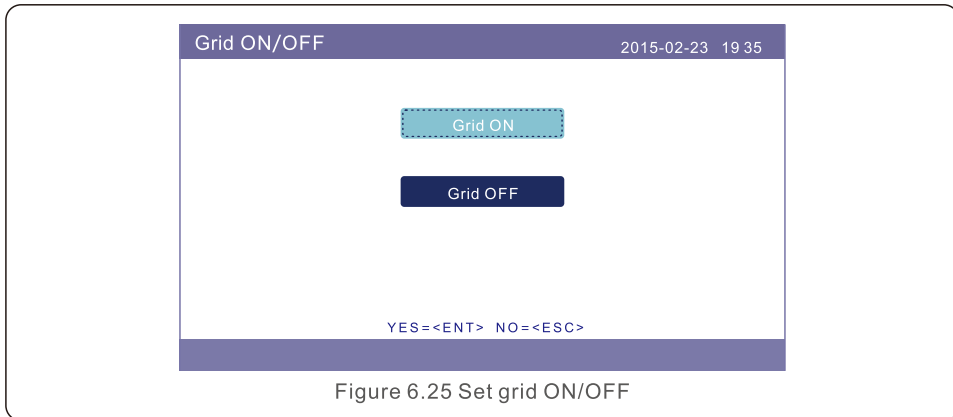 Grid ON/OFF 2015-02-23 19 35
Grid ON
Grid OFF
YES=<ENT> NO=<ESC>
Figure 6.25 Set grid ON/OFF